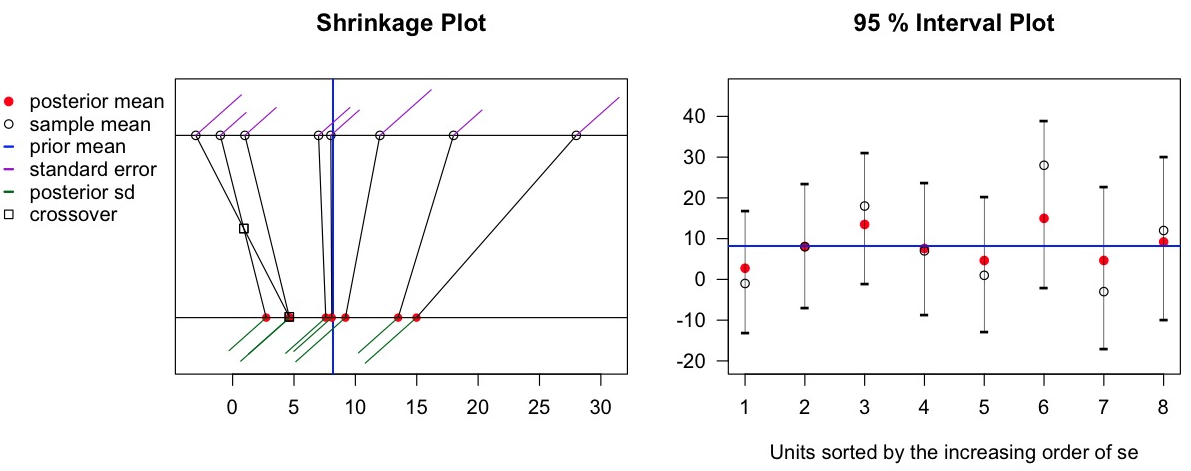 Shrinkage Plot
posterior mean
sample mean
prior mean
standard error
posterior sd
crossover
0 5 10 15 20 25 30
95 % Interval Plot
40
30
20
10
0
-10
-20
1 2 3 4 5 6 7 8
Units sorted by the increasing order of se